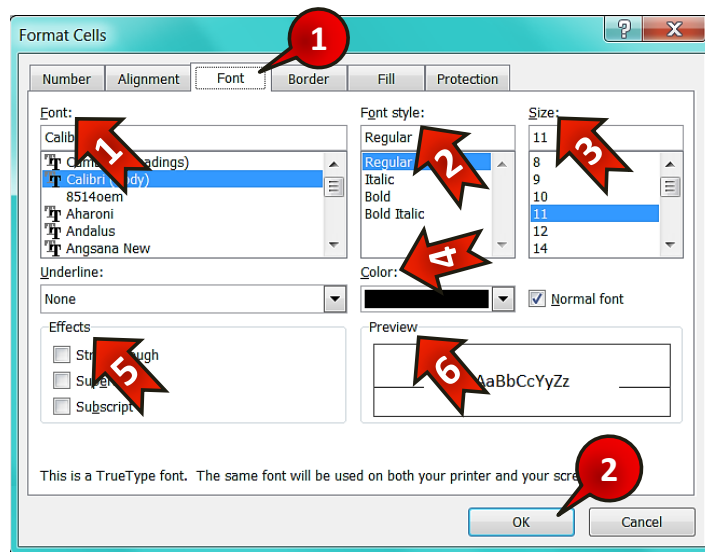 Format Cells
1
Number Alignment Font Border Fill Protection
Font: Font style: Size:
1 2 3
Regular 11
Regular 8
Calibri
Italic 9
8514oem Bold 10
Aharoni Bold Italic 11
Andalus 12
Angsana New 14
4
Underline: Color:
None Normal font
Effects Preview
5 6
AaBbCcYyZz
Subscript
This is a TrueType font. The same font will be used on both your printer and your
2
OK Cancel